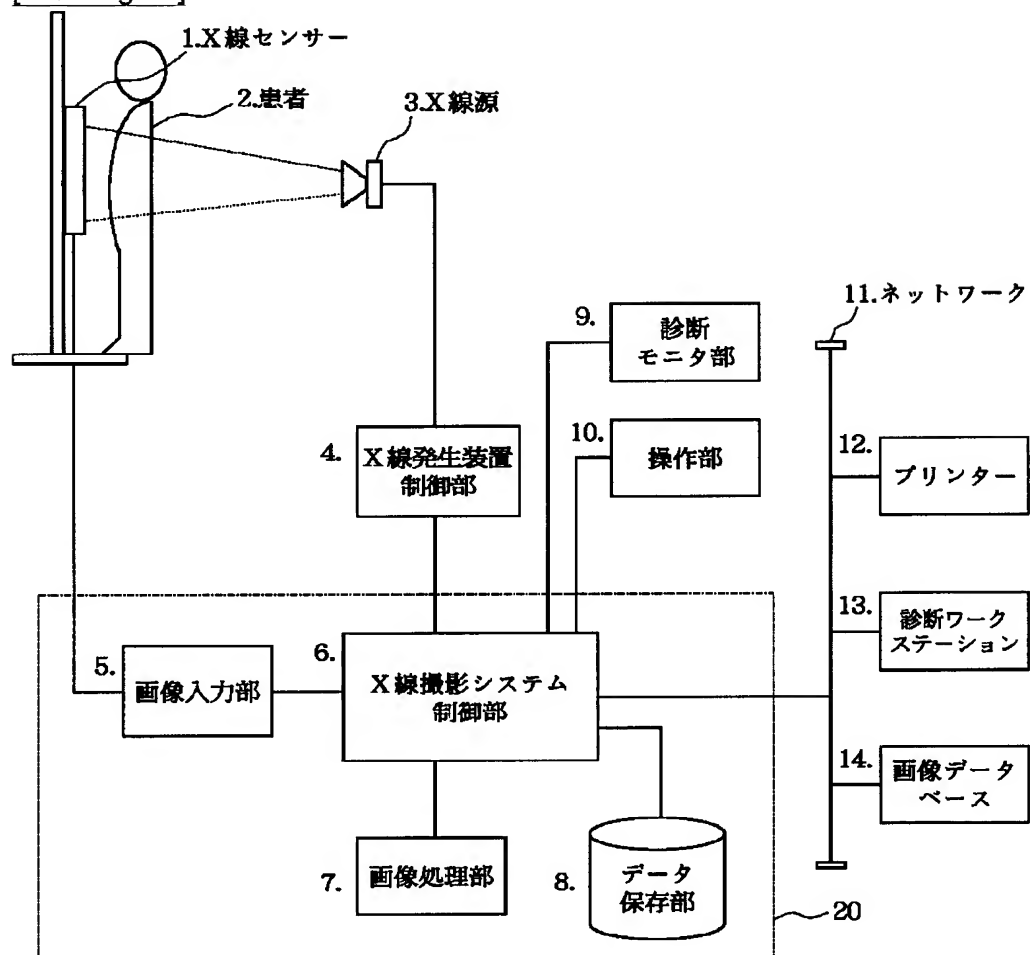 1.X線センサー
2.患者
3.X線源
11.ネットワーク
9.
診断
モニタ部
10.
操作部
4.
X線発生装置
制御部
12.
プリンター
13.
診断ワーク
ステーション
5.
画像入力部
6.
X線撮影システム
制御部
14.
画像データ
ベース
7.
画像処理部
8.
データ
保存部
20